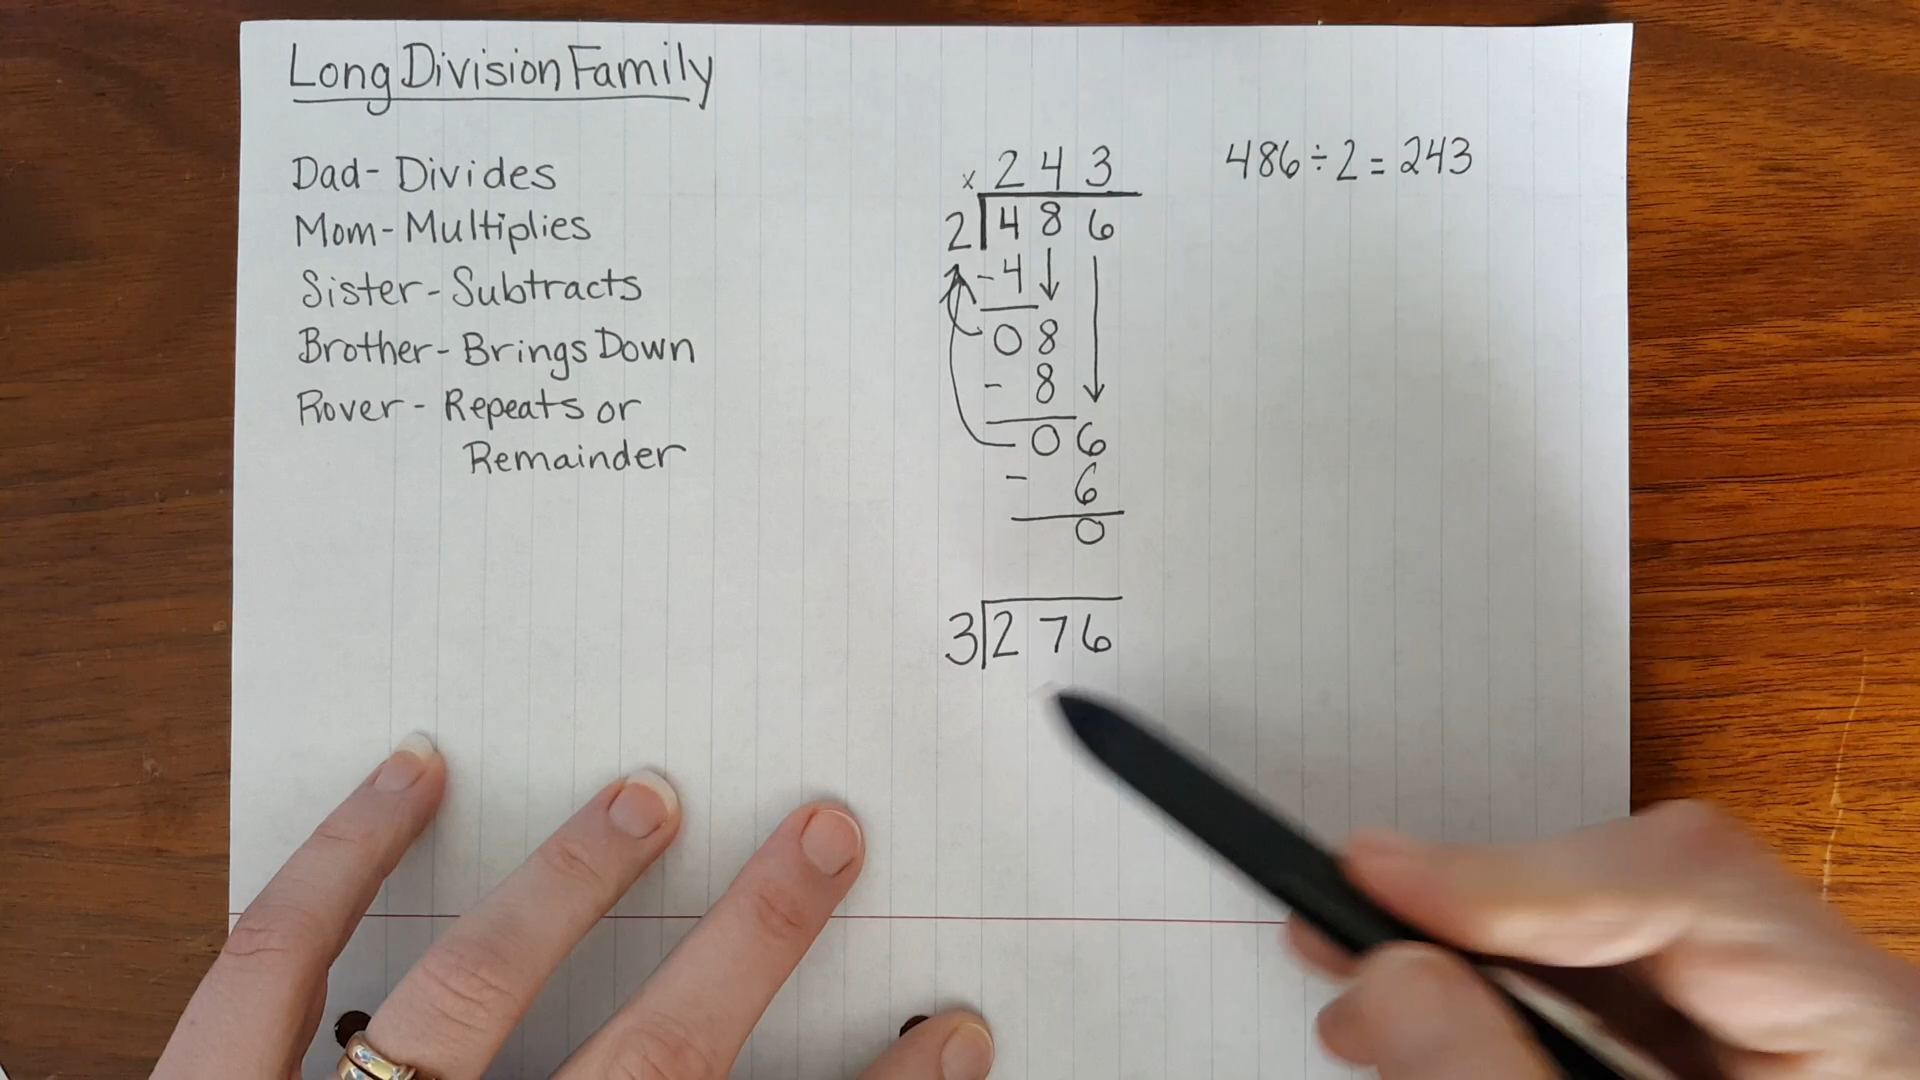 Long Division Family
Dad- Divides
Mom- Multiplies
Sister- Subtracts
Brother- Brings Down
Rover- Repeats or
Remainder
x 2 4 3
2 4 8 6
- 4
0 8
- 8
0 6
- 6
0
486 ÷ 2 = 243
3 2 7 6